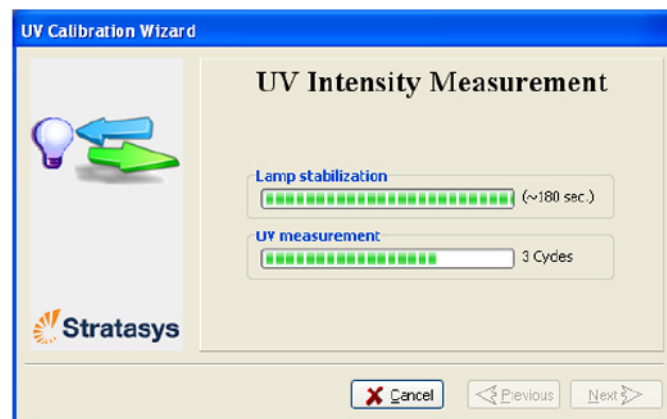 UV Calibration Wizard
UV Intensity Measurement
Lamp stabilization
(~180 sec.)
UV measurement
3 Cycles
Stratasys
Cancel
Previous
Next